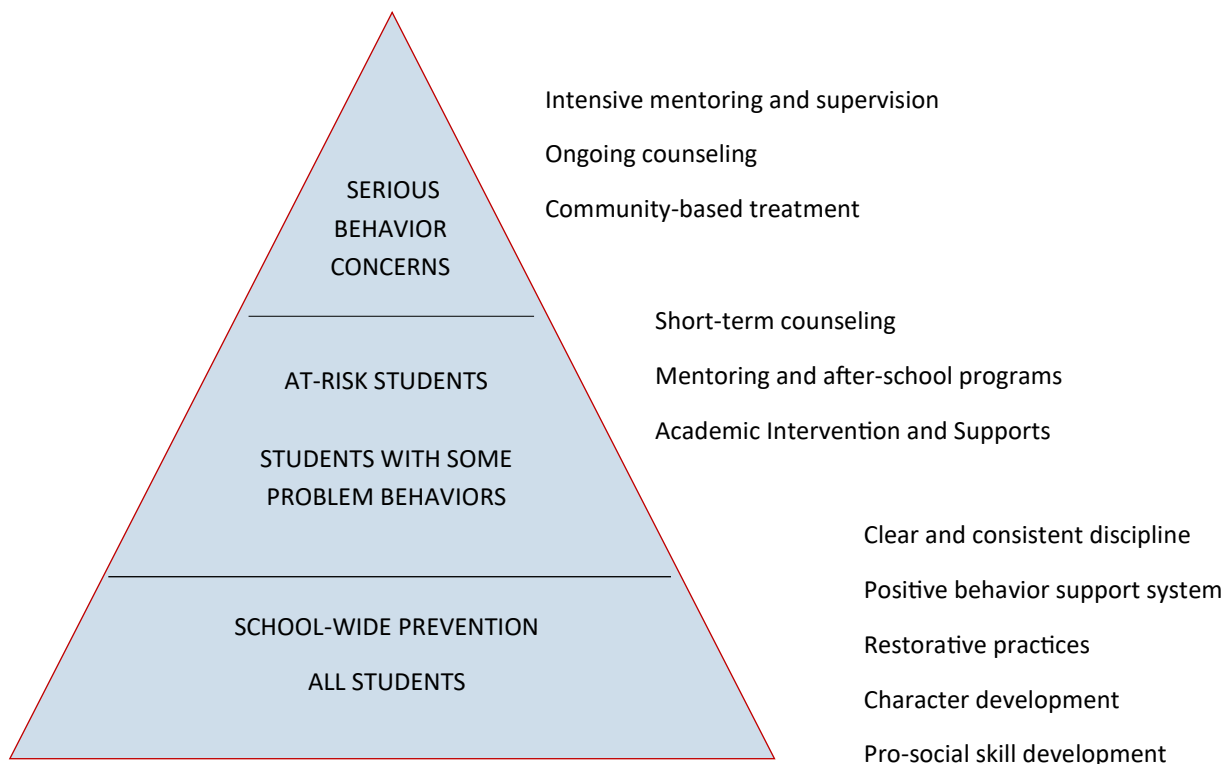 Intensive mentoring and supervision
Ongoing counseling
Community-based treatment
SERIOUS
BEHAVIOR
CONCERNS
Short-term counseling
Mentoring and after-school programs
Academic Intervention and Supports
AT-RISK STUDENTS
STUDENTS WITH SOME
PROBLEM BEHAVIORS
Clear and consistent discipline
Positive behavior support system
Restorative practices
Character development
Pro-social skill development
SCHOOL-WIDE PREVENTION
ALL STUDENTS